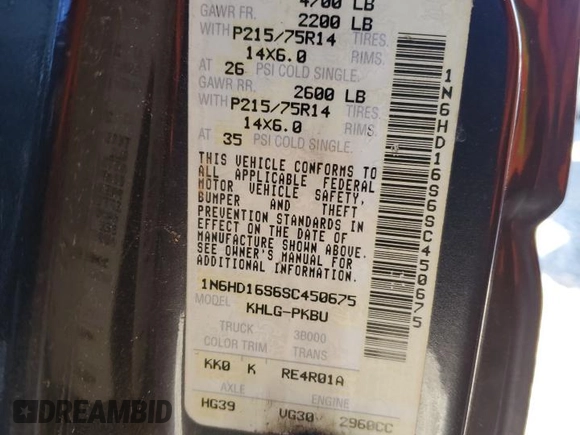 4700 LB
GAWR FR. 2200 LB
WITH P215/75R14 TIRES.
14X6.0 RIMS.
AT 26 PSI COLD SINGLE.
GAWR RR. 2600 LB
WITH P215/75R14 TIRES.
14X6.0 RIMS.
AT 35 PSI COLD SINGLE.
THIS VEHICLE CONFORMS TO
ALL APPLICABLE FEDERAL
MOTOR VEHICLE SAFETY,
BUMPER AND THEFT
PREVENTION STANDARDS IN
EFFECT ON THE DATE OF
MANUFACTURE SHOWN ABOVE.
SEE OWNER'S MANUAL FOR
ADDITIONAL INFORMATION.
1N6HD16S6SC450675
MODEL KHLG-PKBU
TRUCK 3B000
COLOR TRIM TRANS
KK0 K RE4R01A
AXLE ENGINE
HG39 VG30 2960CC
1N6HD16S6SC450675
DREAMBID